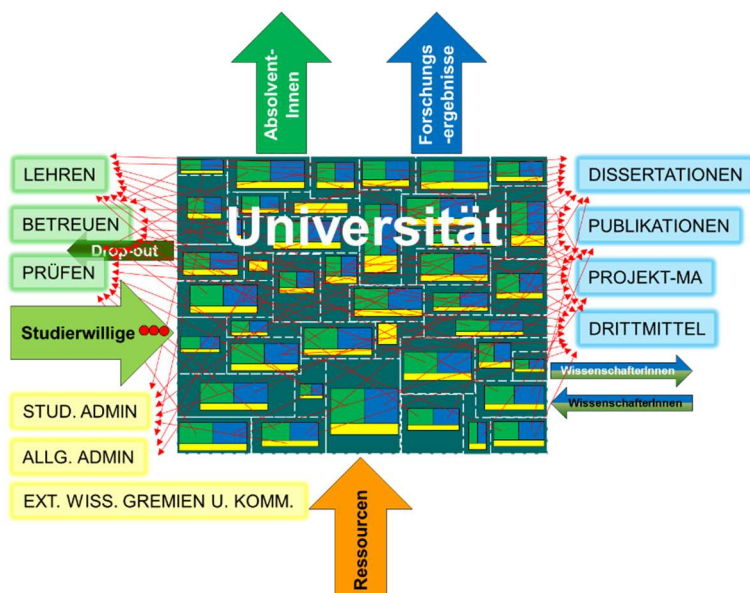 Absolvent-
Innen
Forschungs
-ergebnisse
Universität
LEHREN
BETREUEN
Drop-out
PRÜFEN
Studierwillige
STUD. ADMIN
ALLG. ADMIN
EXT. WISS. GREMIEN U. KOMM.
DISSERTATIONEN
PUBLIKATIONEN
PROJEKT-MA
DRITTMITTEL
WissenschafterInnen
WissenschafterInnen
Ressourcen